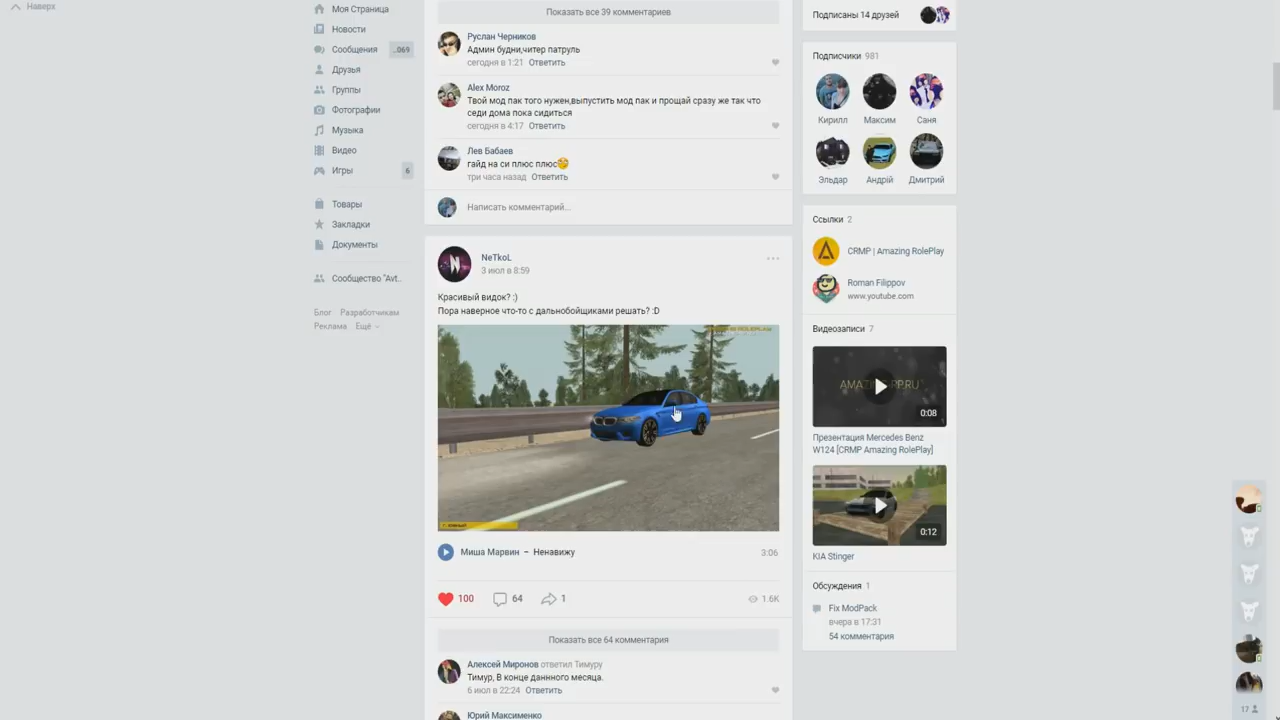 Наверх
Моя Страница
Новости
Сообщения
..069
Друзья
Группы
Фотографии
Музыка
Видео
Игры
6
Товары
Закладки
Документы
Сообщество "Avt..
Блог Разработчикам
Реклама Ещё
Показать все 39 комментариев
Руслан Черников
Админ будни,читер патруль
сегодня в 1:21 Ответить
Alex Moroz
Твой мод пак того нужен,выпустить мод пак и прощай сразу же так что
седи дома пока сидиться
сегодня в 4:17 Ответить
Лев Бабаев
гайд на си плюс плюс
три часа назад Ответить
Написать комментарий...
NeTkoL
3 июл в 8:59
Красивый видок? :)
Пора наверное что-то с дальнобойщиками решать? :D
Миша Марвин – Ненавижу
3:06
100
64
1
1.6K
Показать все 64 комментария
Алексей Миронов ответил Тимуру
Тимур, В конце даннного месяца.
6 июл в 22:24 Ответить
Юрий Максименко
Подписаны 14 друзей
Подписчики 981
Кирилл Максим Саня
Эльдар Андрій Дмитрий
Ссылки 2
CRMP | Amazing RolePlay
Roman Filippov
www.youtube.com
Видеозаписи 7
0:08
Презентация Mercedes Benz
W124 [CRMP Amazing RolePlay]
0:12
KIA Stinger
Обсуждения 1
Fix ModPack
вчера в 17:31
54 комментария
17